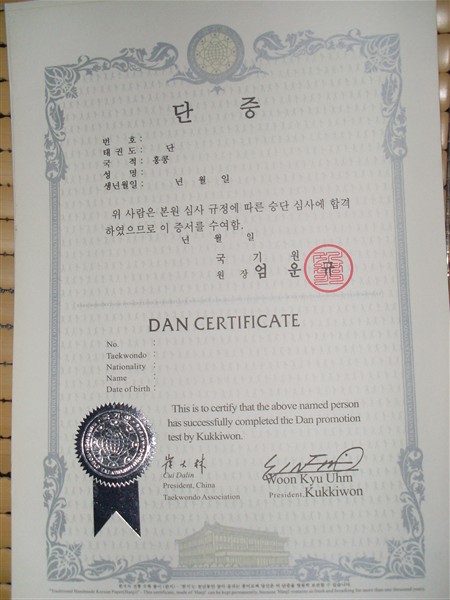 단 증
번 호 :
태 권 도 : 단
국 적 : 홍콩
성 명 :
생년월일 : 년 월 일
위 사람은 본원 심사 규정에 따른 승단 심사에 합격
하였으므로 이 증서를 수여함.
년 월 일
국 기 원
원 장 엄 운 규
DAN CERTIFICATE
No. :
Taekwondo :
Nationality :
Name :
Date of birth :
This is to certify that the above named person
has successfully completed the Dan promotion
test by Kukkiwon.
崔大林
Cui Dalin
President, China
Taekwondo Association
Woon Kyu Uhm
President, Kukkiwon